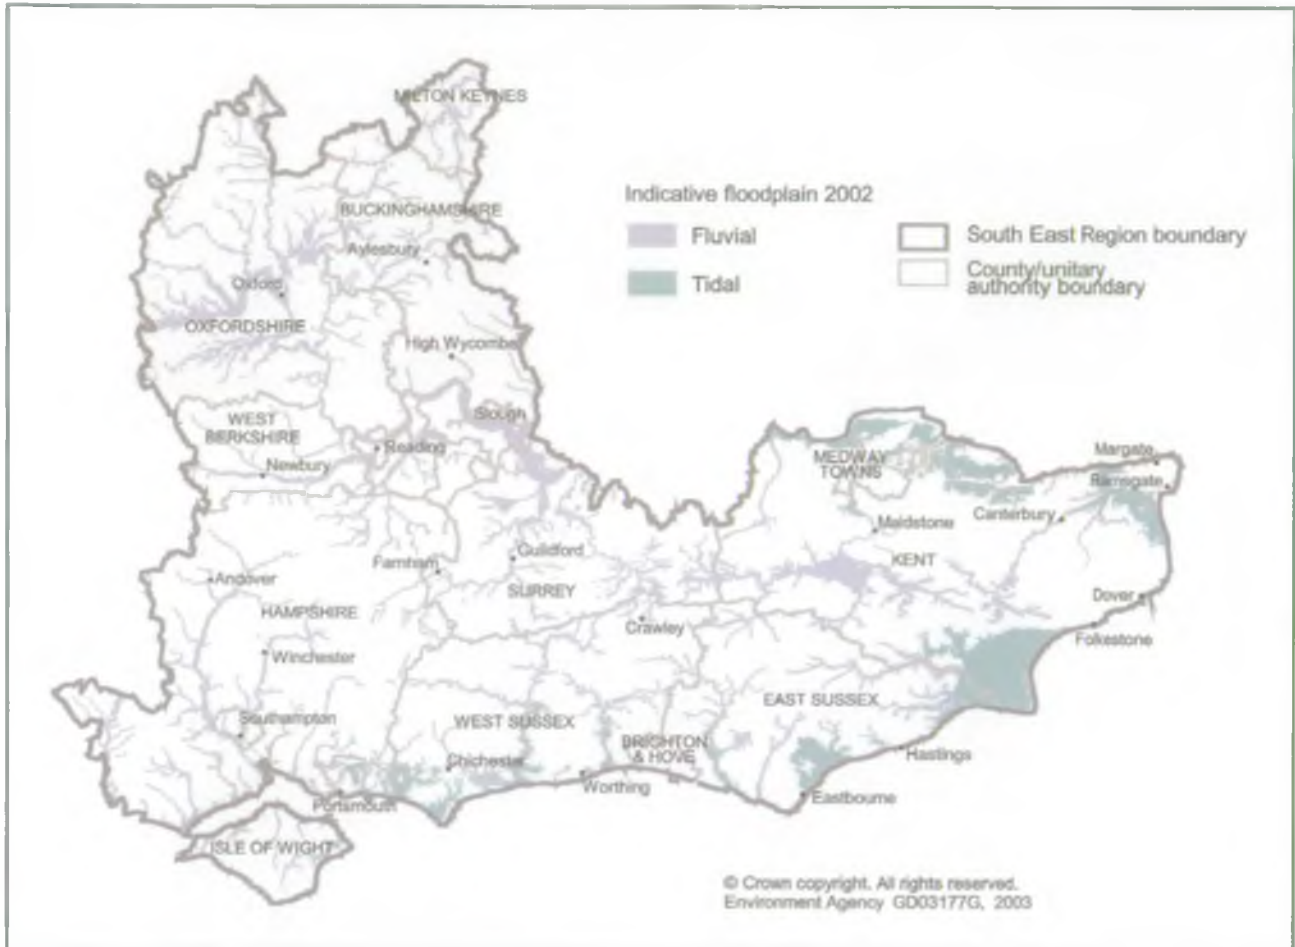 MILTON KEYNES
Indicative floodplain 2002
BUCKINGHAMSHIRE
Fluvial
South East Region boundary
Aylesbury
Tidal
County/unitary
authority boundary
Oxford
OXFORDSHIRE
High Wycombe
Slough
WEST
BERKSHIRE
Reading
Newbury
MEDWAY
TOWNS
Margate
Ramsgate
Canterbury
Maidstone
KENT
Guildford
Farnham
Andover
SURREY
HAMPSHIRE
Dover
Crawley
Folkestone
Winchester
EAST SUSSEX
Southampton
WEST SUSSEX
BRIGHTON
& HOVE
Hastings
Chichester
Worthing
Portsmouth
Eastbourne
ISLE OF WIGHT
© Crown copyright. All rights reserved.
Environment Agency GD03177G, 2003